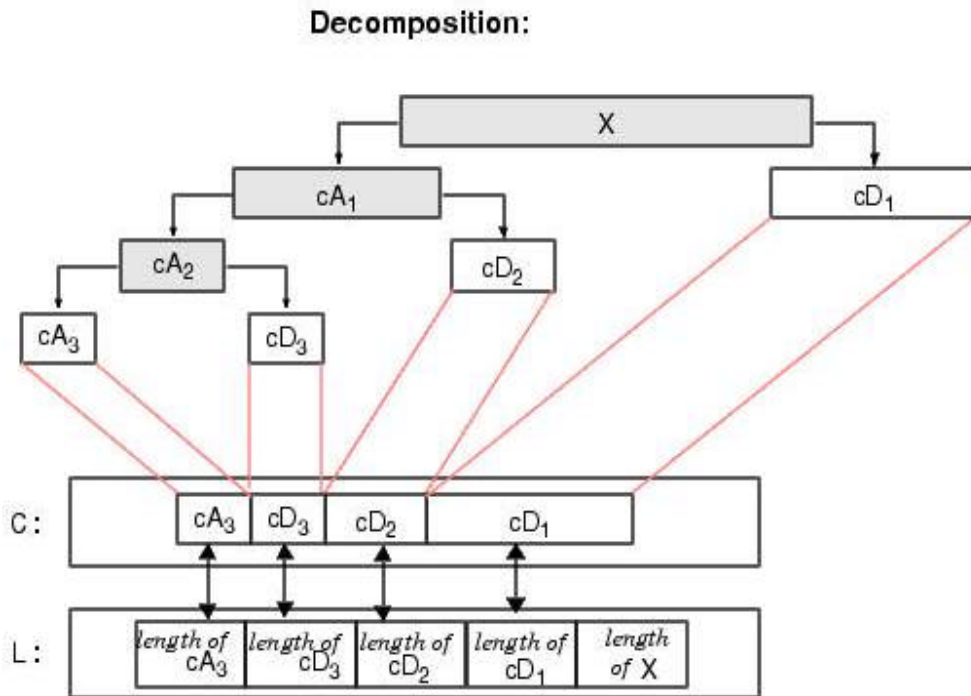 Decomposition:
X
cA₁
cD₁
cA₂
cD₂
cA₃
cD₃
C:
cA₃ cD₃ cD₂ cD₁
L:
length of cA₃
length of cD₃
length of cD₂
length of cD₁
length
of X